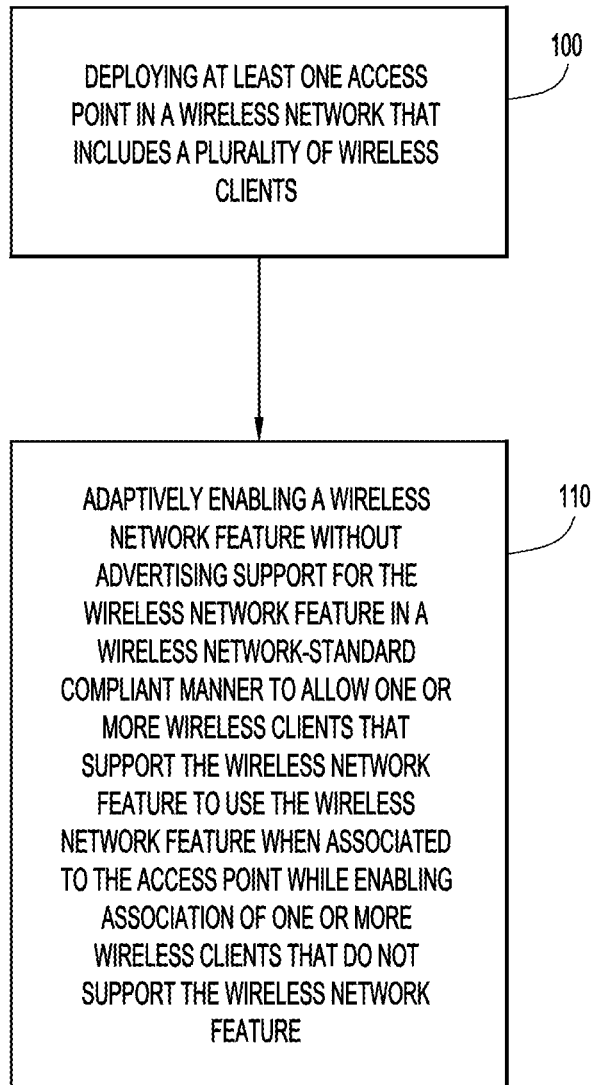 DEPLOYING AT LEAST ONE ACCESS
POINT IN A WIRELESS NETWORK THAT
INCLUDES A PLURALITY OF WIRELESS
CLIENTS
100
ADAPTIVELY ENABLING A WIRELESS
NETWORK FEATURE WITHOUT
ADVERTISING SUPPORT FOR THE
WIRELESS NETWORK FEATURE IN A
WIRELESS NETWORK-STANDARD
COMPLIANT MANNER TO ALLOW ONE OR
MORE WIRELESS CLIENTS THAT
SUPPORT THE WIRELESS NETWORK
FEATURE TO USE THE WIRELESS
NETWORK FEATURE WHEN ASSOCIATED
TO THE ACCESS POINT WHILE ENABLING
ASSOCIATION OF ONE OR MORE
WIRELESS CLIENTS THAT DO NOT
SUPPORT THE WIRELESS NETWORK
FEATURE
110